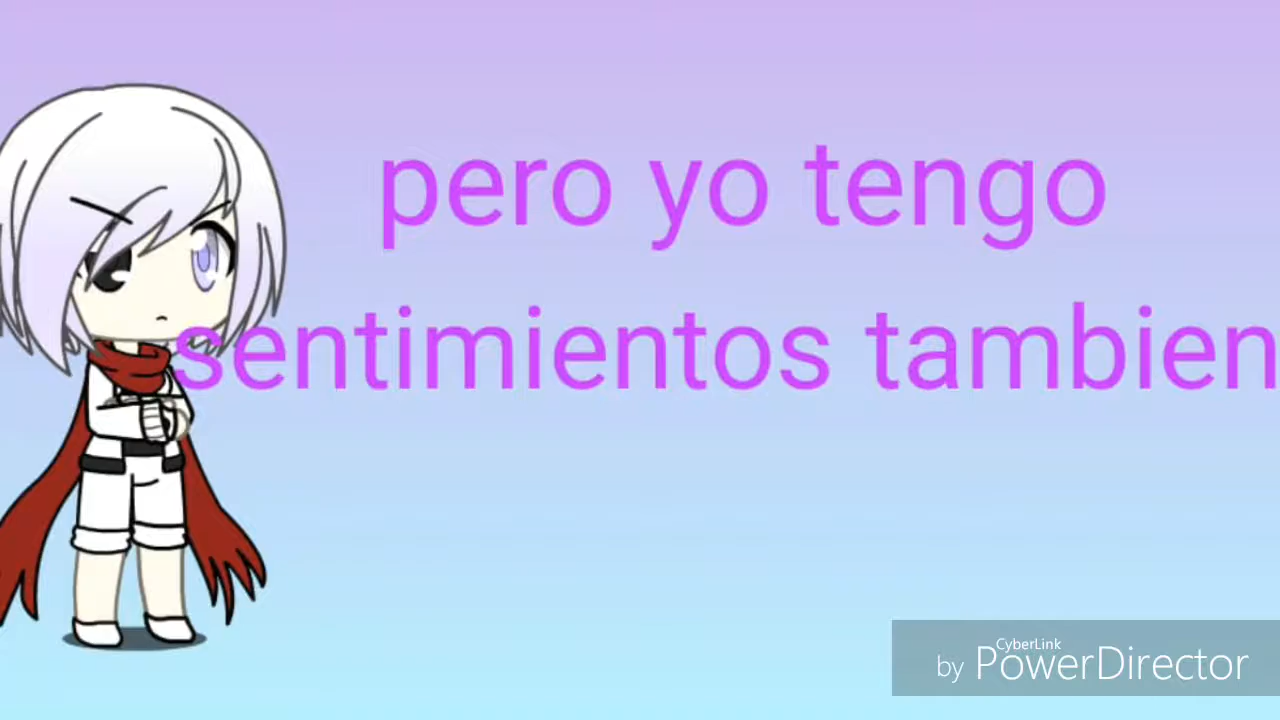 pero yo tengo
sentimientos tambien
CyberLink
by PowerDirector